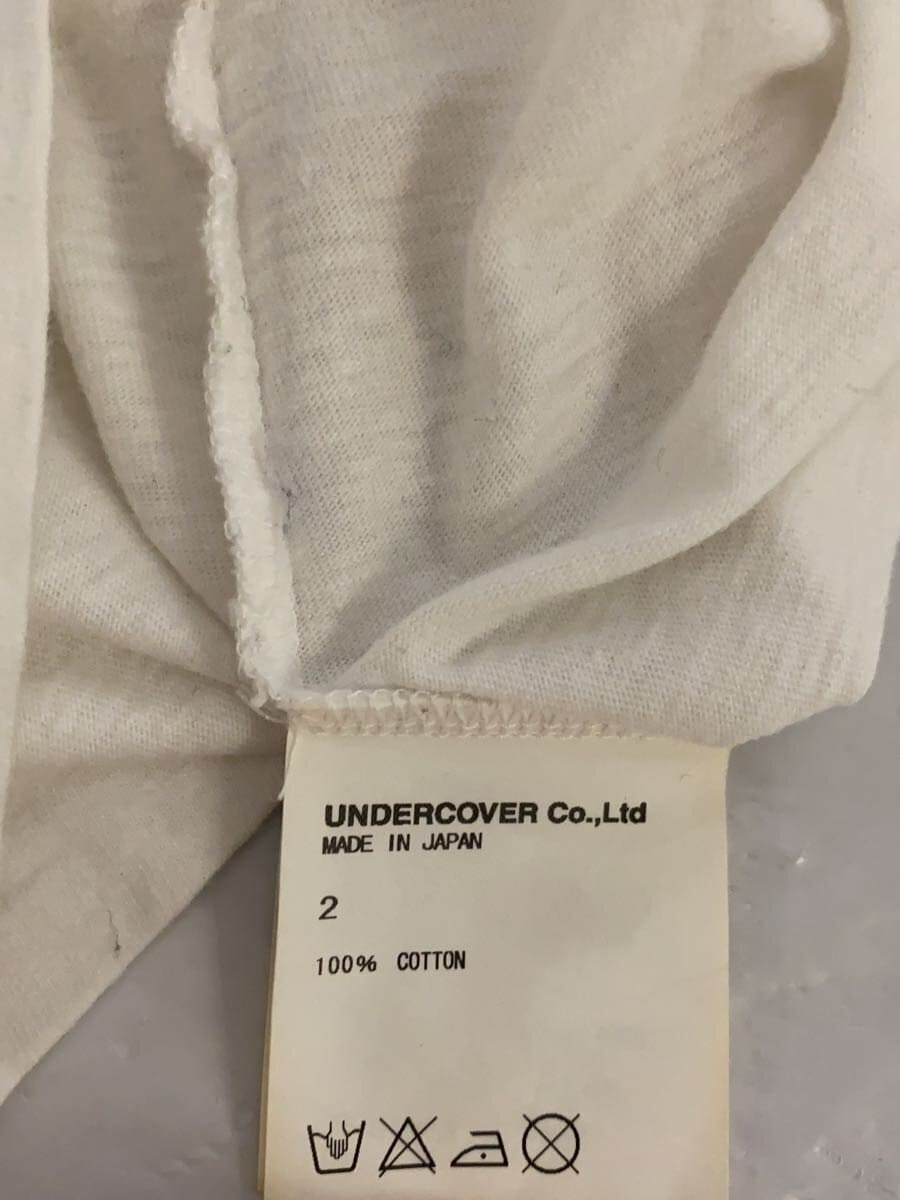 UNDERCOVER Co.,Ltd
MADE IN JAPAN
2
100% COTTON